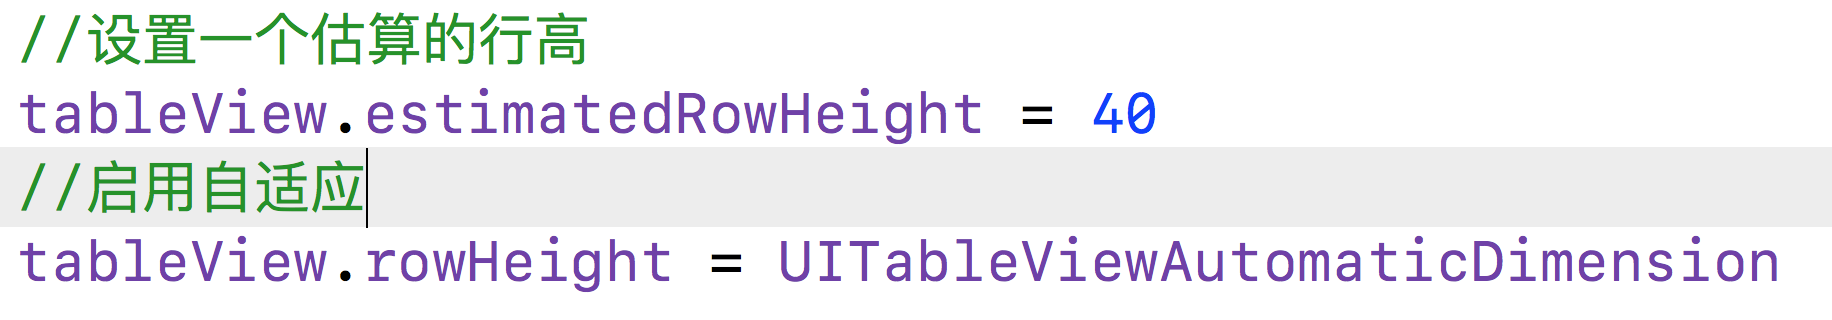 //设置一个估算的行高
tableView.estimatedRowHeight = 40
//启用自适应
tableView.rowHeight = UITableViewAutomaticDimension